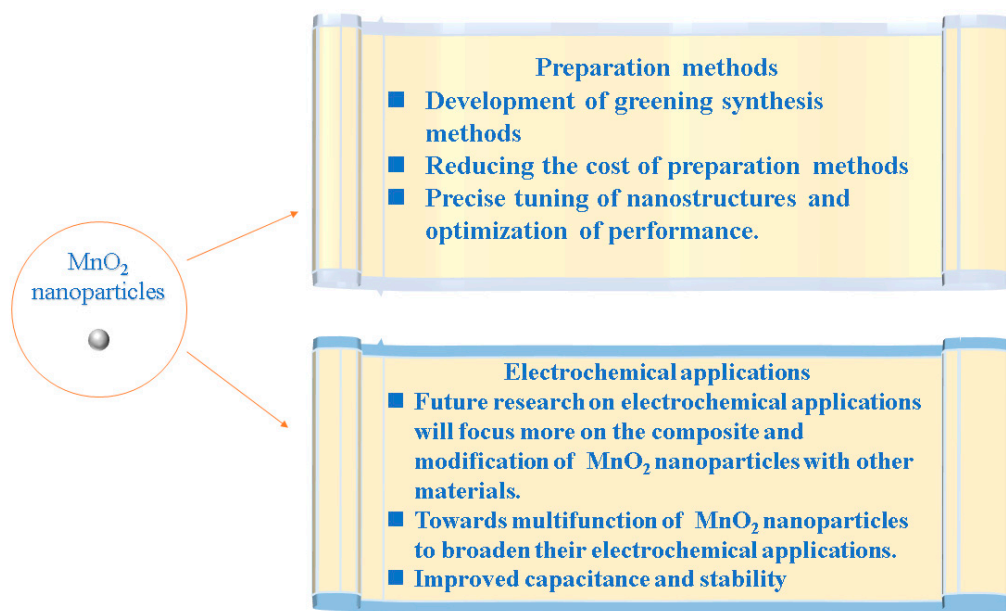 MnO₂
nanoparticles
Preparation methods
■ Development of greening synthesis
methods
■ Reducing the cost of preparation methods
■ Precise tuning of nanostructures and
optimization of performance.
Electrochemical applications
■ Future research on electrochemical applications
will focus more on the composite and
modification of MnO₂ nanoparticles with other
materials.
■ Towards multifunction of MnO₂ nanoparticles
to broaden their electrochemical applications.
■ Improved capacitance and stability